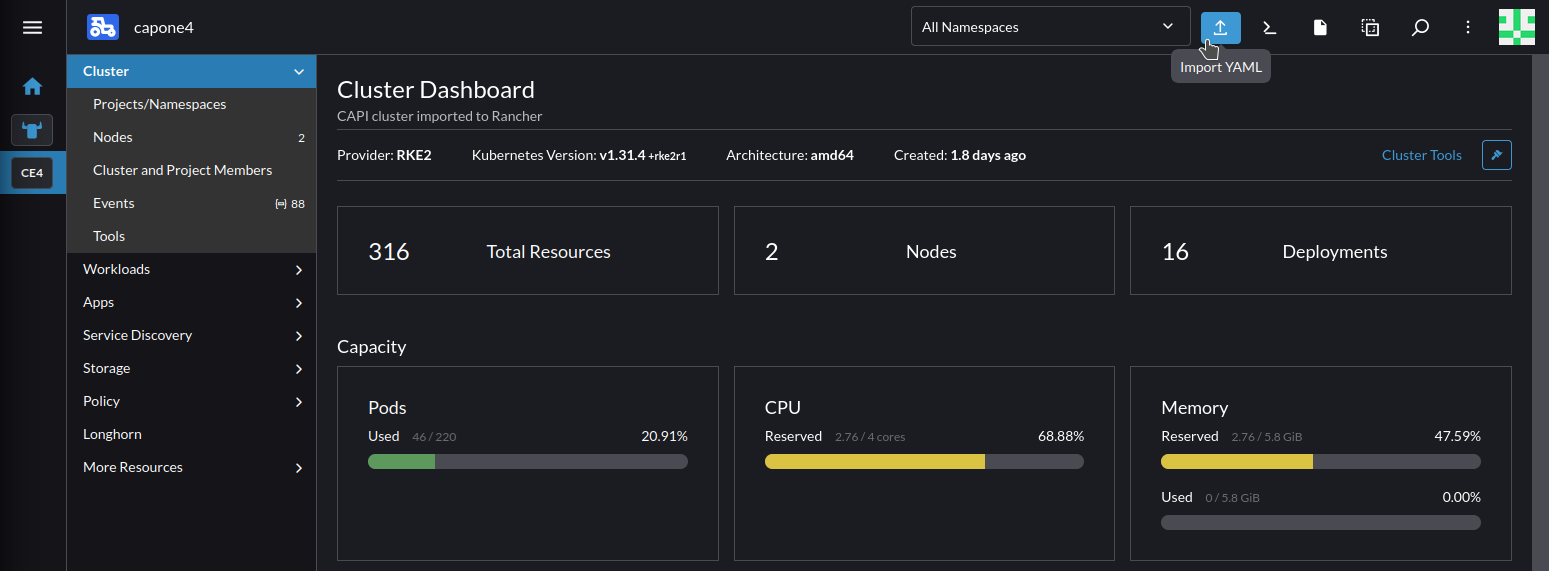 capone4
All Namespaces
Import YAML
CE4
Cluster
Projects/Namespaces
Nodes 2
Cluster and Project Members
Events 88
Tools
Workloads
Apps
Service Discovery
Storage
Policy
Longhorn
More Resources
Cluster Dashboard
CAPI cluster imported to Rancher
Provider: RKE2 Kubernetes Version: v1.31.4 +rke2r1 Architecture: amd64 Created: 1.8 days ago Cluster Tools
316 Total Resources
2 Nodes
16 Deployments
Capacity
Pods
Used 46 / 220 20.91%
CPU
Reserved 2.76 / 4 cores 68.88%
Memory
Reserved 2.76 / 5.8 GiB 47.59%
Used 0 / 5.8 GiB 0.00%